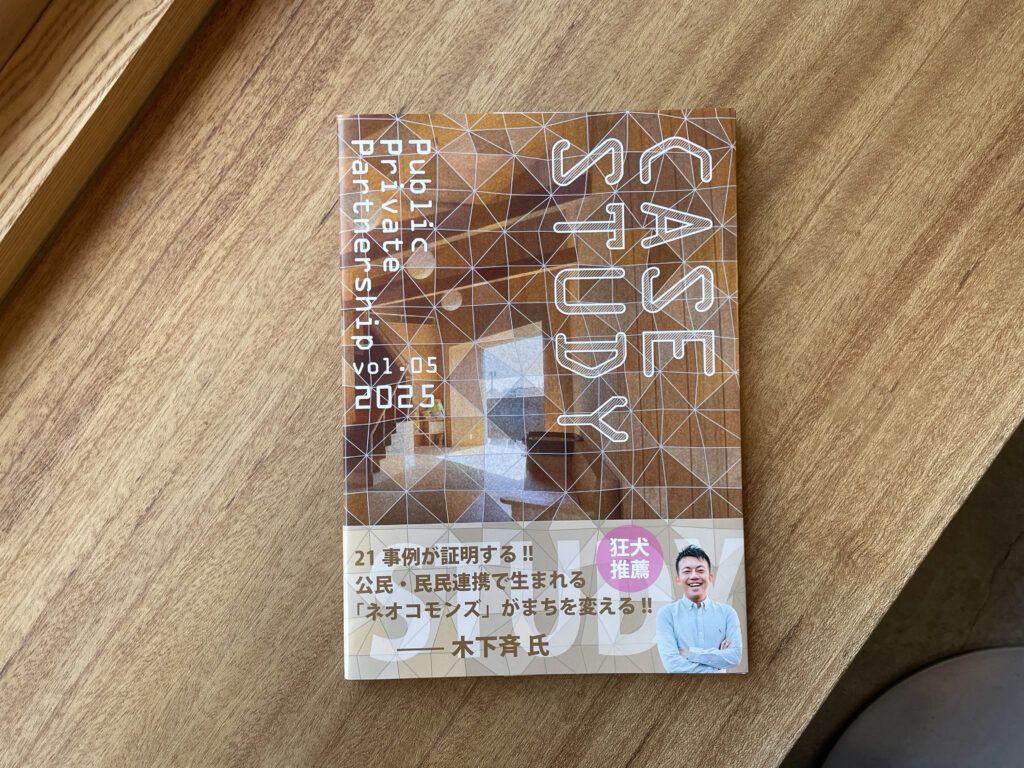 CASE
STUDY
Public
Private
Partnership
vol.05
2025
21 事例が証明する!!
公民・民民連携で生まれる
「ネオコモンズ」がまちを変える!!
—— 木下斉 氏
狂犬
推薦
STUDY